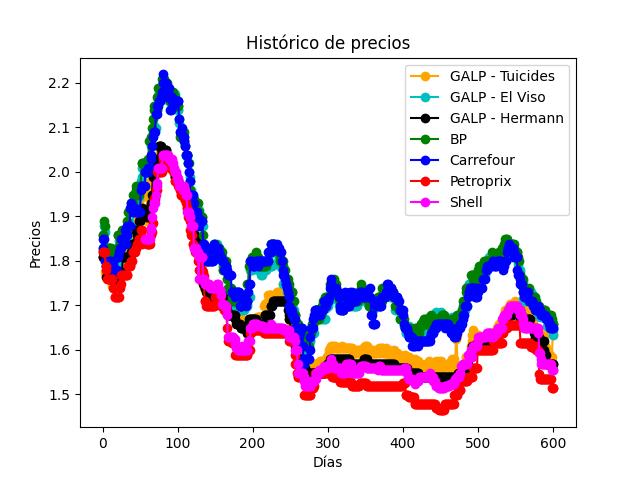 Histórico de precios
GALP - Tuicides
GALP - El Viso
GALP - Hermann
BP
Carrefour
Petroprix
Shell
Precios
2.2
2.1
2.0
1.9
1.8
1.7
1.6
1.5
0 100 200 300 400 500 600
Días